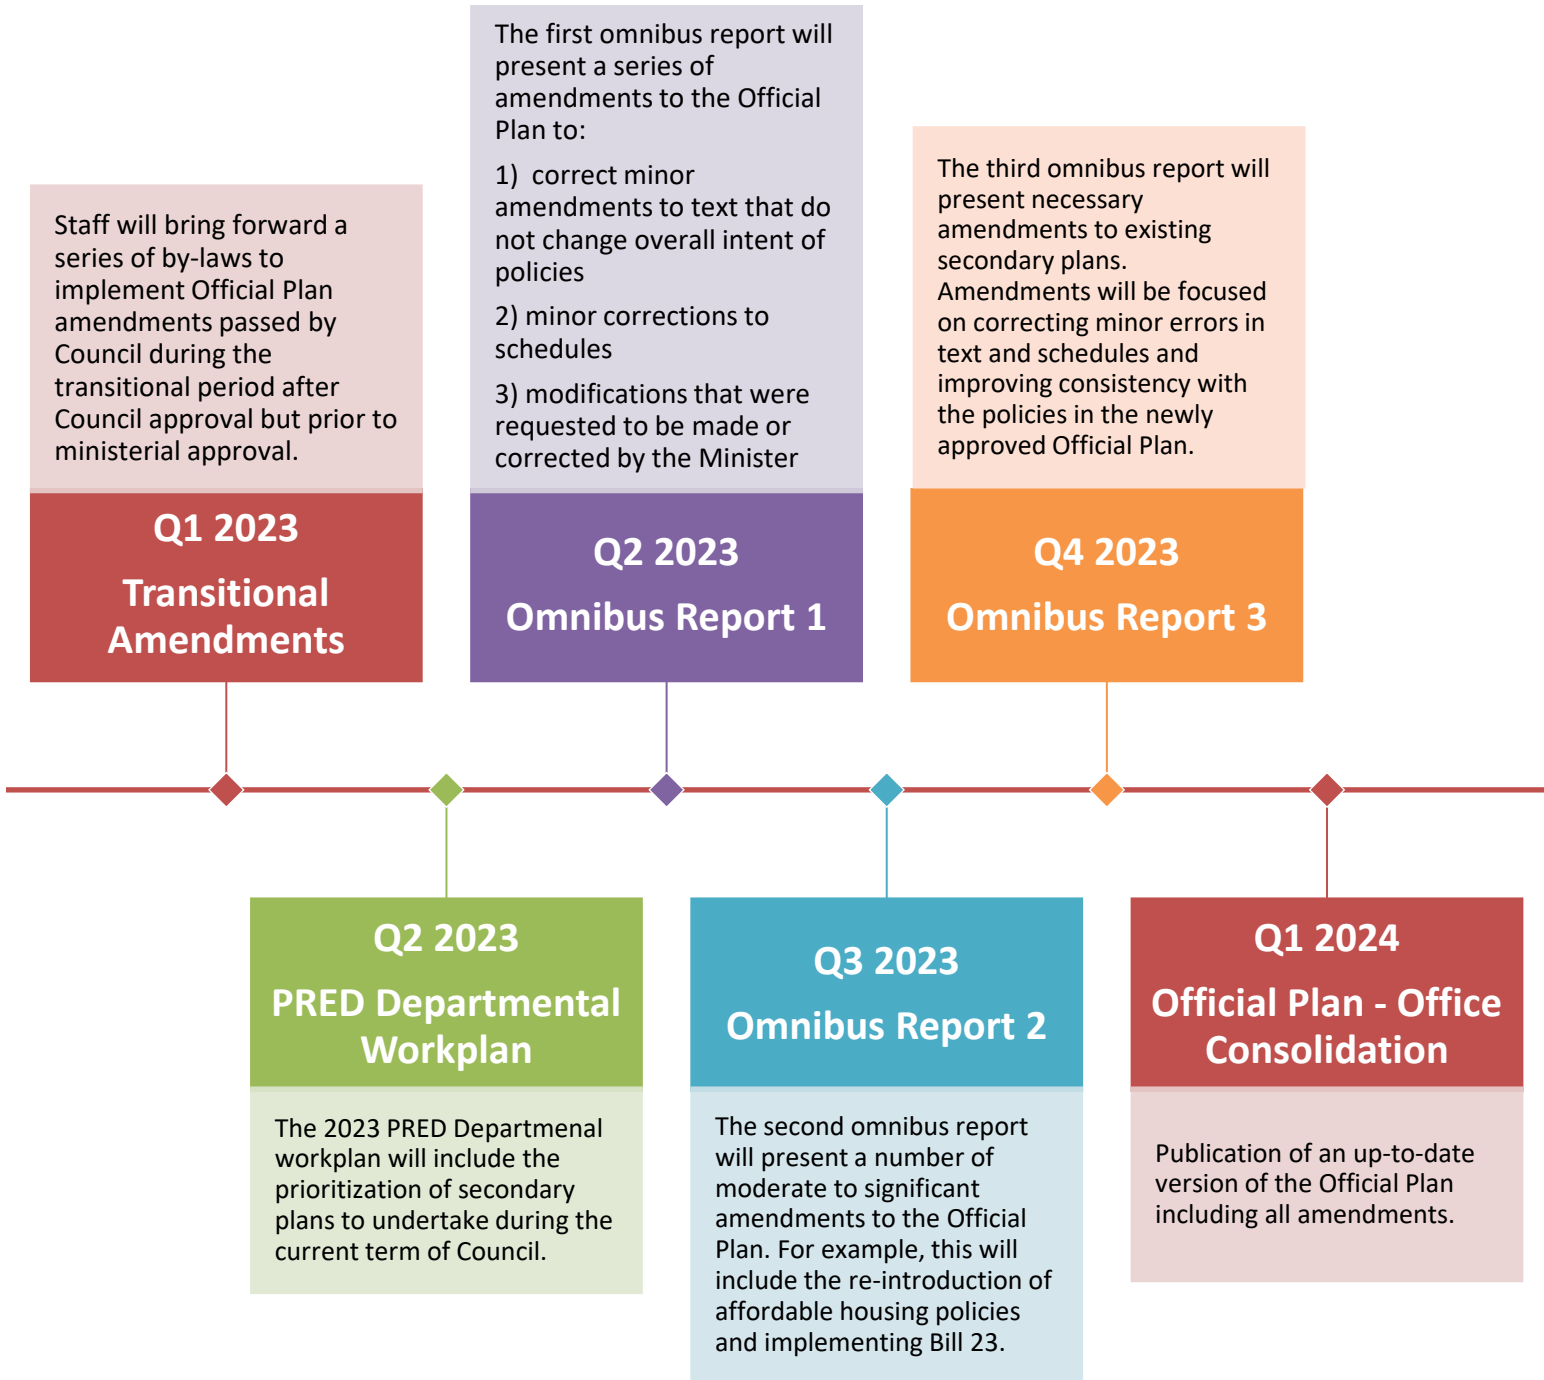 Staff will bring forward a
series of by-laws to
implement Official Plan
amendments passed by
Council during the
transitional period after
Council approval but prior to
ministerial approval.
Q1 2023
Transitional
Amendments
The first omnibus report will
present a series of
amendments to the Official
Plan to:
1)  correct minor
amendments to text that do
not change overall intent of
policies
2) minor corrections to
schedules
3) modifications that were
requested to be made or
corrected by the Minister
Q2 2023
Omnibus Report 1
The third omnibus report will
present necessary
amendments to existing
secondary plans.
Amendments will be focused
on correcting minor errors in
text and schedules and
improving consistency with
the policies in the newly
approved Official Plan.
Q4 2023
Omnibus Report 3
Q2 2023
PRED Departmental
Workplan
The 2023 PRED Departmenal
workplan will include the
prioritization of secondary
plans to undertake during the
current term of Council.
Q3 2023
Omnibus Report 2
The second omnibus report
will present a number of
moderate to significant
amendments to the Official
Plan. For example, this will
include the re-introduction of
affordable housing policies
and implementing Bill 23.
Q1 2024
Official Plan - Office
Consolidation
Publication of an up-to-date
version of the Official Plan
including all amendments.